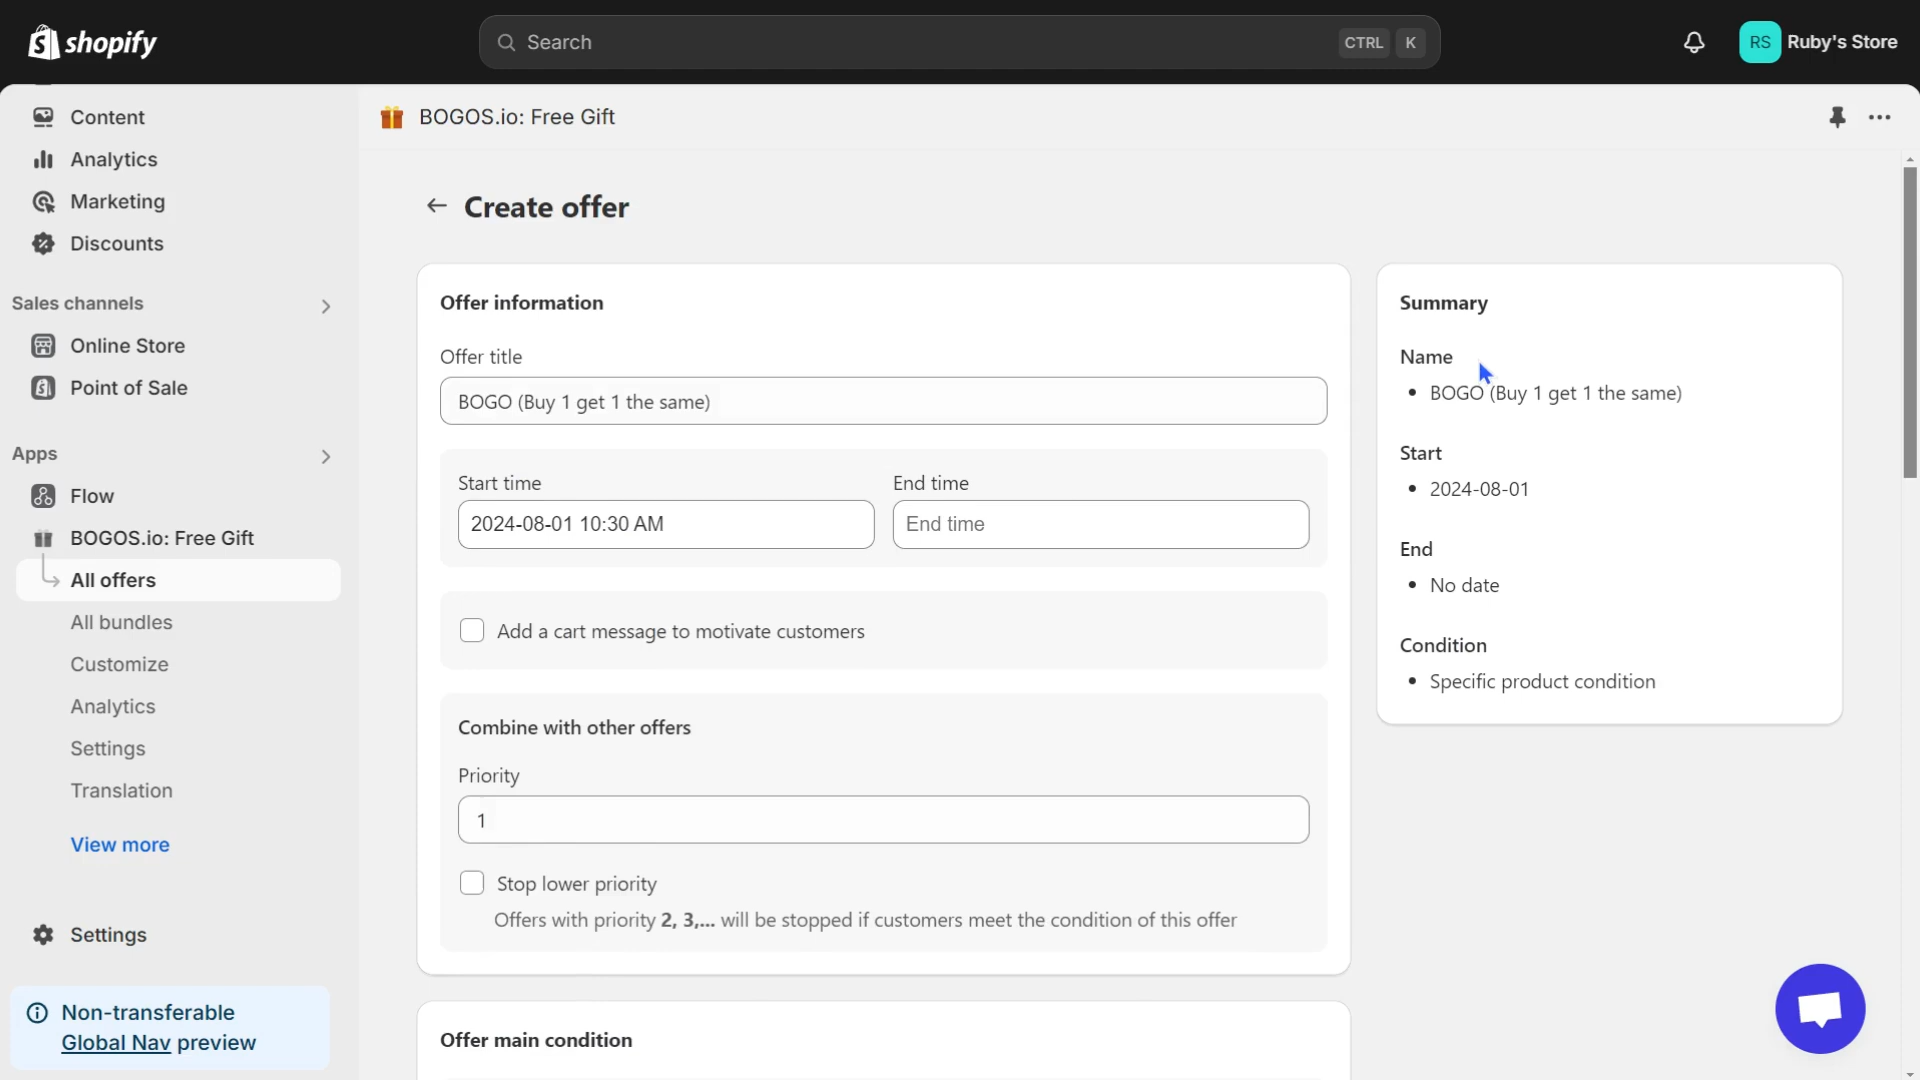 shopify
Search
CTRL K
RS Ruby's Store
Content
Analytics
Marketing
Discounts
Sales channels
Online Store
Point of Sale
Apps
Flow
BOGOS.io: Free Gift
All offers
All bundles
Customize
Analytics
Settings
Translation
View more
Settings
Non-transferable
Global Nav preview
BOGOS.io: Free Gift
Create offer
Offer information
Offer title
BOGO (Buy 1 get 1 the same)
Start time End time
2024-08-01 10:30 AM End time
Add a cart message to motivate customers
Combine with other offers
Priority
1
Stop lower priority
Offers with priority 2, 3,... will be stopped if customers meet the condition of this offer
Offer main condition
Summary
Name
• BOGO (Buy 1 get 1 the same)
Start
• 2024-08-01
End
• No date
Condition
• Specific product condition